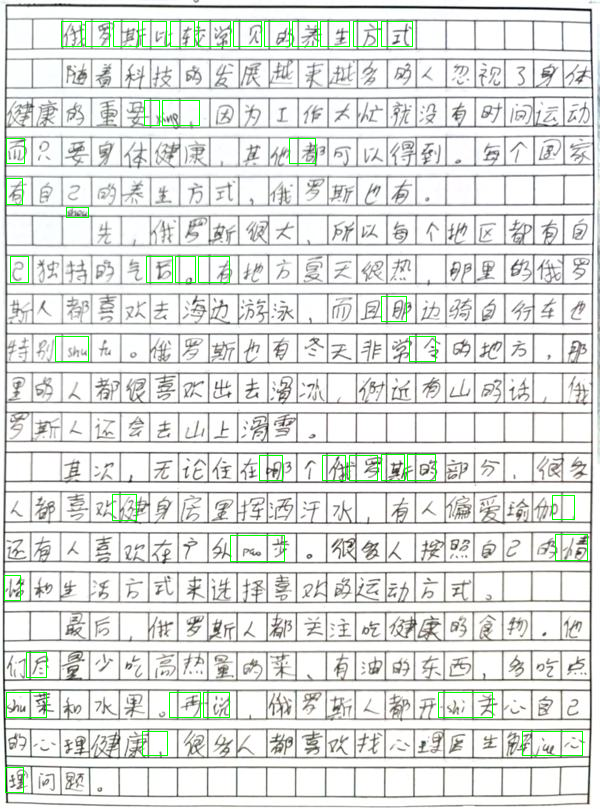 俄罗斯比较常见的养生方式
随着科技的发展越来越多的人忽视了身体
健康的重要xing，因为工作太忙就没有时间运动
而只要身体健康，其他都可以得到。每个国家
有自己的养生方式，俄罗斯也有。
shou先，俄罗斯很大，所以每个地区都有自
己独特的气后。有地方夏天很热，那里的俄罗
斯人都喜欢去海边游泳，而且那边骑自行车也
特别shu fu。俄罗斯也有冬天非常令的地方，那
里的人都很喜欢出去滑冰，附近有山的话，俄
罗斯人还会去山上滑雪。
其次，无论住在哪个俄罗斯的部分，很多
人都喜欢健身房里挥洒汗水，有人偏爱瑜伽
还有人喜欢在户外pao步。很多人按照自己的情
和生活方式来选择喜欢的运动方式。
最后，俄罗斯人都关注吃健康的食物。他
们尽量少吃高热量的菜、有油的东西，多吃点
shu菜和水果。再说，俄罗斯人都开shi关心自己
的心理健康，很多人都喜欢找心理医生解jue心
理问题。